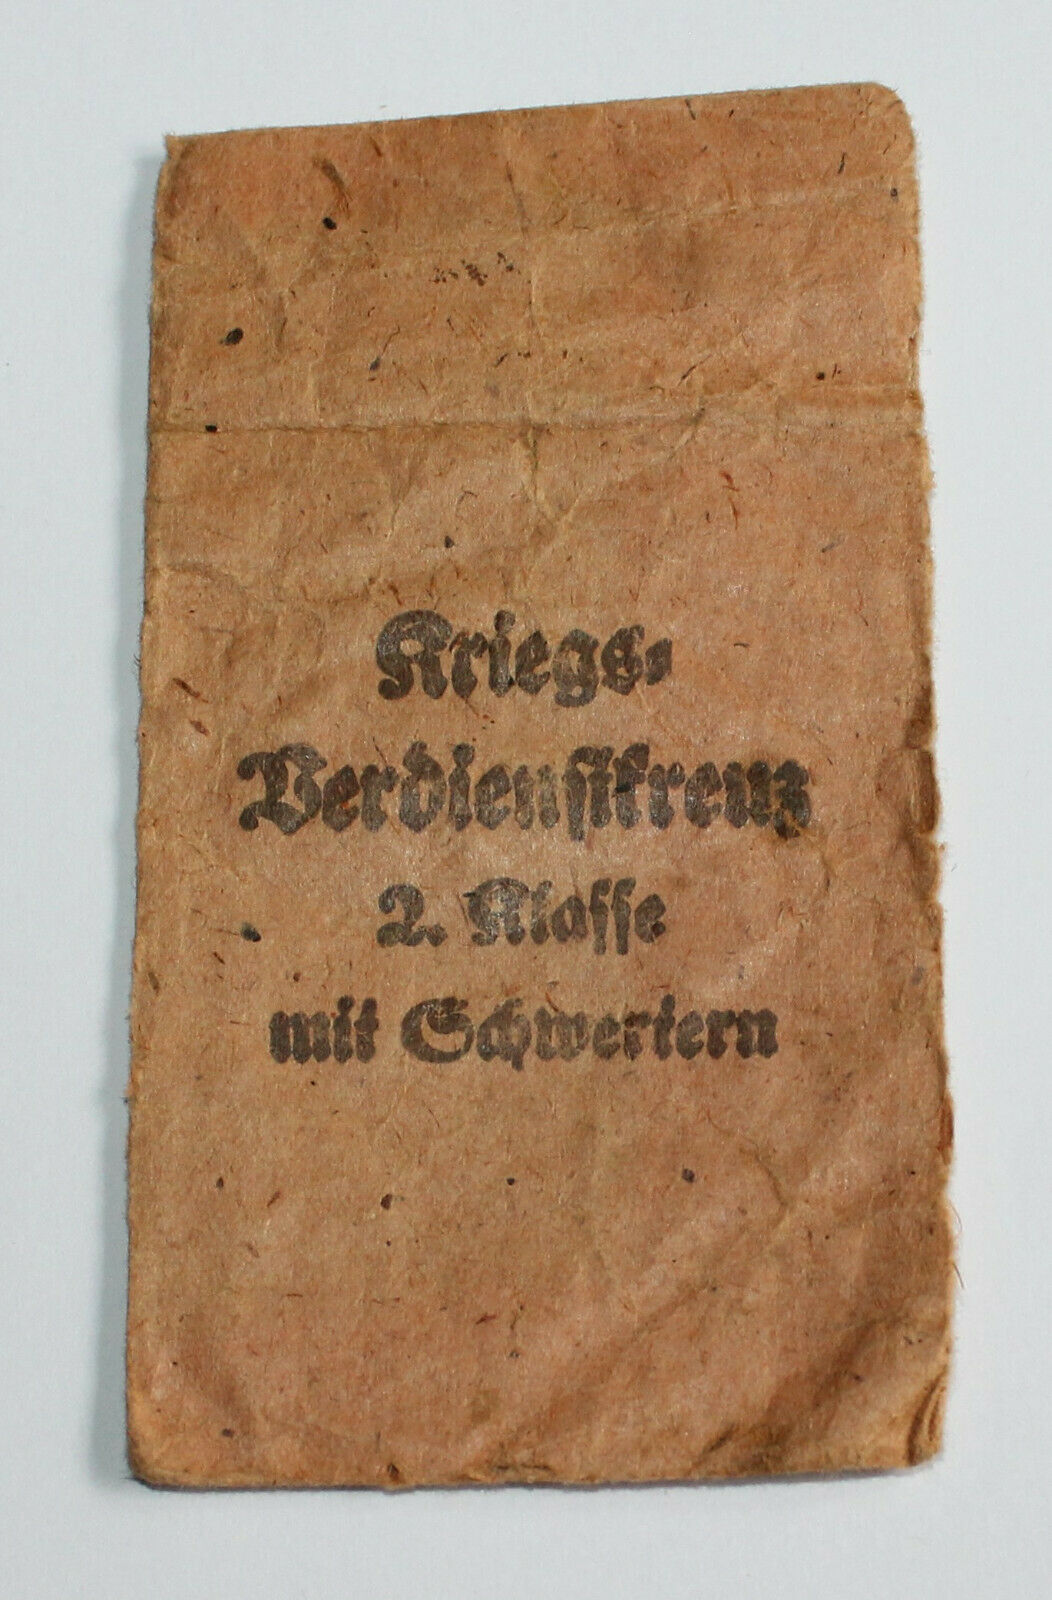 Kriegs-
Verdienstkreuz
2. Klasse
mit Schwertern